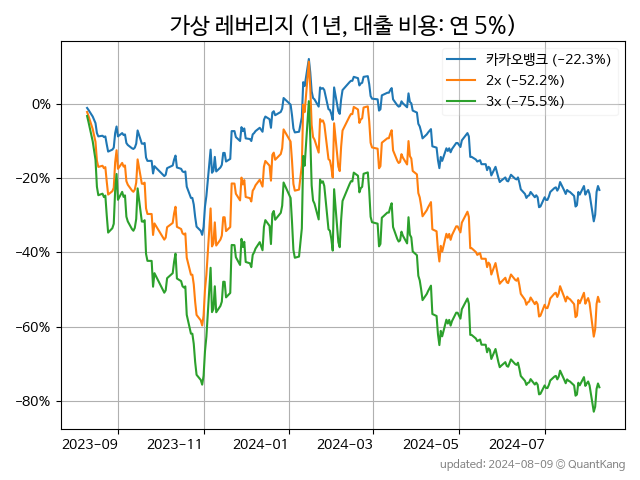 가상 레버리지 (1년, 대출 비용: 연 5%)
카카오뱅크 (−22.3%)
2x (−52.2%)
3x (−75.5%)
0%
−20%
−40%
−60%
−80%
2023-09 2023-11 2024-01 2024-03 2024-05 2024-07
updated: 2024-08-09 © QuantKang